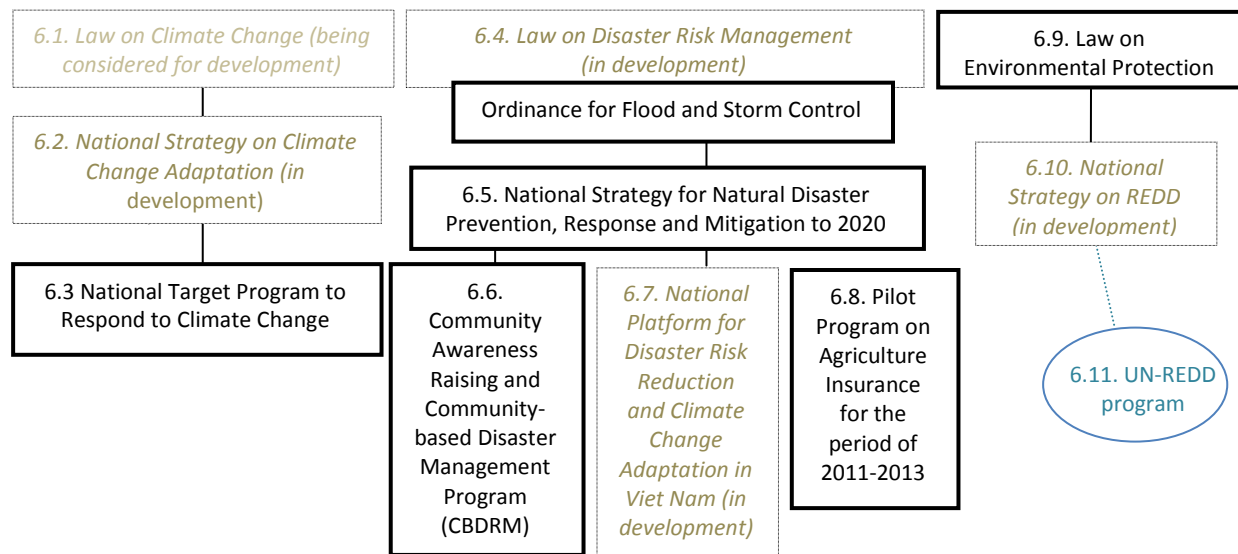 6.1. Law on Climate Change (being
considered for development)
6.2. National Strategy on Climate
Change Adaptation (in
development)
6.3 National Target Program to
Respond to Climate Change
6.4. Law on Disaster Risk Management
(in development)
Ordinance for Flood and Storm Control
6.5. National Strategy for Natural Disaster
Prevention, Response and Mitigation to 2020
6.6.
Community
Awareness
Raising and
Community-
based Disaster
Management
Program
(CBDRM)
6.7. National
Platform for
Disaster Risk
Reduction
and Climate
Change
Adaptation in
Viet Nam (in
development)
6.8. Pilot
Program on
Agriculture
Insurance
for the
period of
2011-2013
6.9. Law on
Environmental Protection
6.10. National
Strategy on REDD
(in development)
6.11. UN-REDD
program